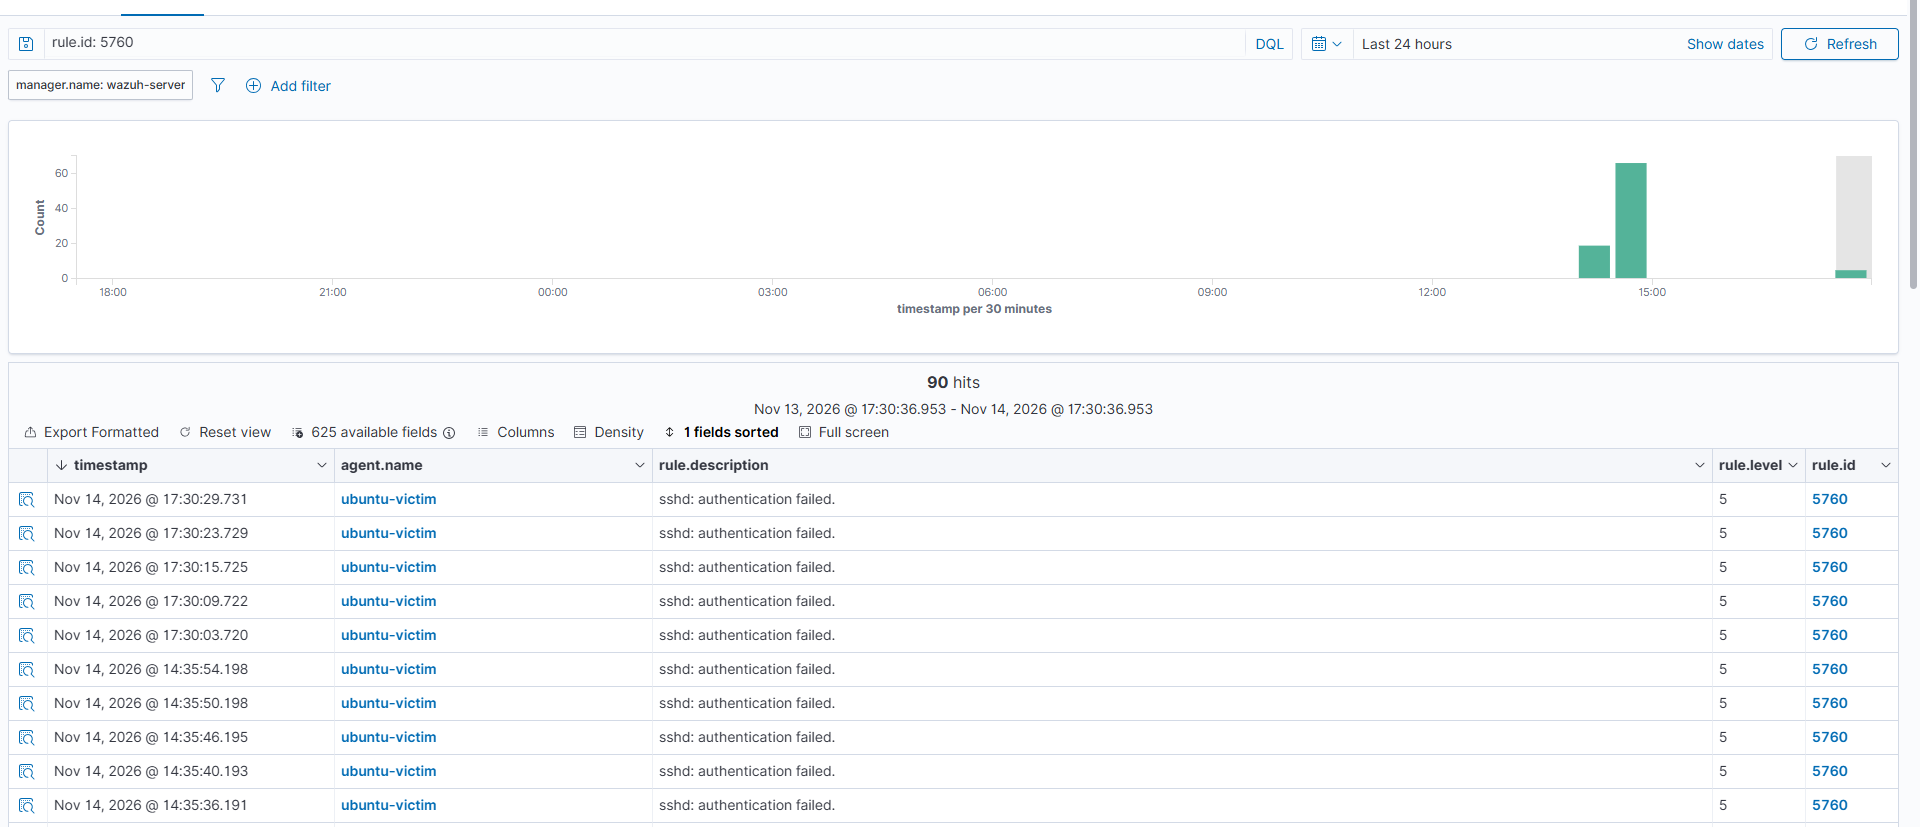 rule.id: 5760 DQL Last 24 hours Show dates Refresh
manager.name: wazuh-server Add filter
60
40
20
0
Count
18:00 21:00 00:00 03:00 06:00 09:00 12:00 15:00
timestamp per 30 minutes
90 hits
Nov 13, 2026 @ 17:30:36.953 - Nov 14, 2026 @ 17:30:36.953
Export Formatted Reset view 625 available fields Columns Density 1 fields sorted Full screen
timestamp agent.name rule.description rule.level rule.id
Nov 14, 2026 @ 17:30:29.731 ubuntu-victim sshd: authentication failed. 5 5760
Nov 14, 2026 @ 17:30:23.729 ubuntu-victim sshd: authentication failed. 5 5760
Nov 14, 2026 @ 17:30:15.725 ubuntu-victim sshd: authentication failed. 5 5760
Nov 14, 2026 @ 17:30:09.722 ubuntu-victim sshd: authentication failed. 5 5760
Nov 14, 2026 @ 17:30:03.720 ubuntu-victim sshd: authentication failed. 5 5760
Nov 14, 2026 @ 14:35:54.198 ubuntu-victim sshd: authentication failed. 5 5760
Nov 14, 2026 @ 14:35:50.198 ubuntu-victim sshd: authentication failed. 5 5760
Nov 14, 2026 @ 14:35:46.195 ubuntu-victim sshd: authentication failed. 5 5760
Nov 14, 2026 @ 14:35:40.193 ubuntu-victim sshd: authentication failed. 5 5760
Nov 14, 2026 @ 14:35:36.191 ubuntu-victim sshd: authentication failed. 5 5760